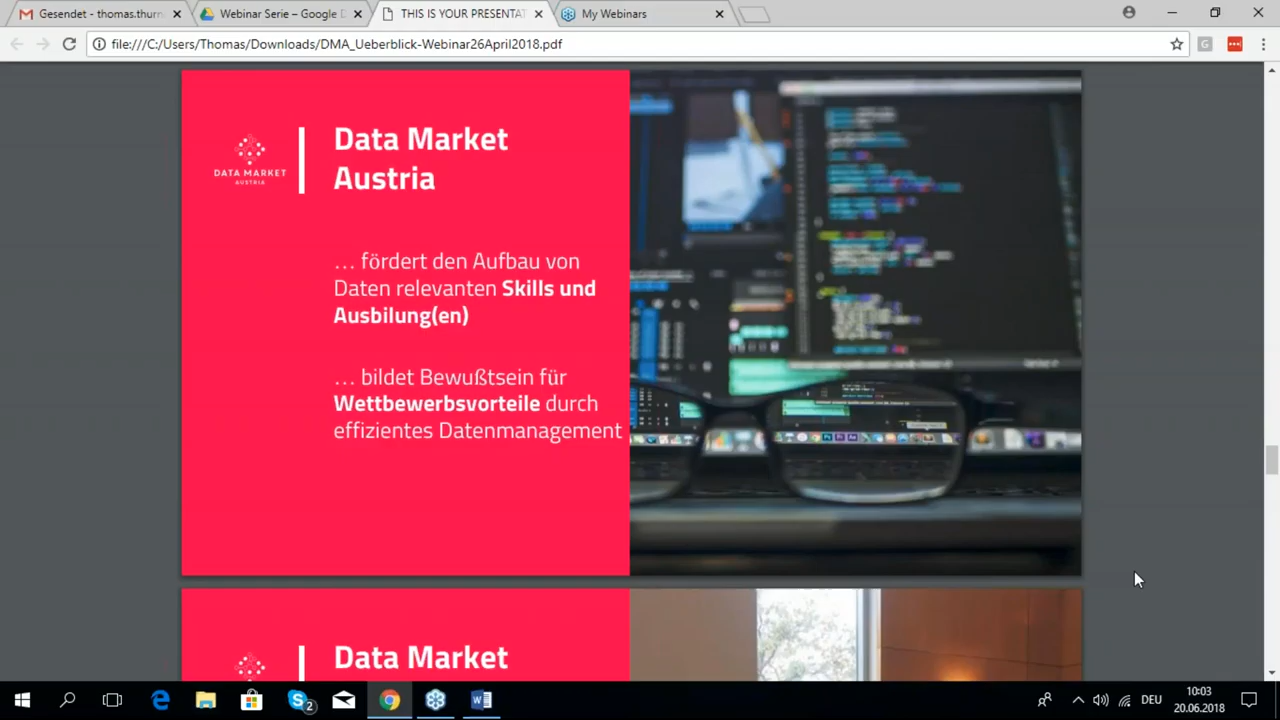 Gesendet - thomas.thurn
Webinar Serie – Google D
THIS IS YOUR PRESENTAT
My Webinars
file:///C:/Users/Thomas/Downloads/DMA_Ueberblick-Webinar26April2018.pdf
DATA MARKET
AUSTRIA
Data Market
Austria
… fördert den Aufbau von
Daten relevanten Skills und
Ausbilung(en)
… bildet Bewußtsein für
Wettbewerbsvorteile durch
effizientes Datenmanagement
Data Market
2
DEU
10:03
20.06.2018